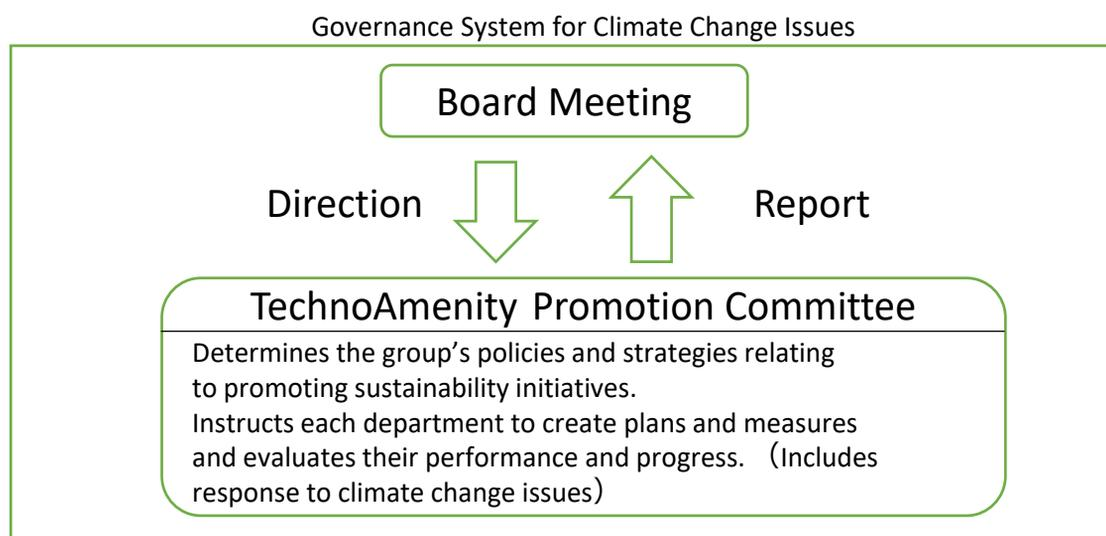 Governance System for Climate Change Issues
Board Meeting
Direction
Report
TechnoAmenity Promotion Committee
Determines the group’s policies and strategies relating
to promoting sustainability initiatives.
Instructs each department to create plans and measures
and evaluates their performance and progress. （Includes
response to climate change issues）